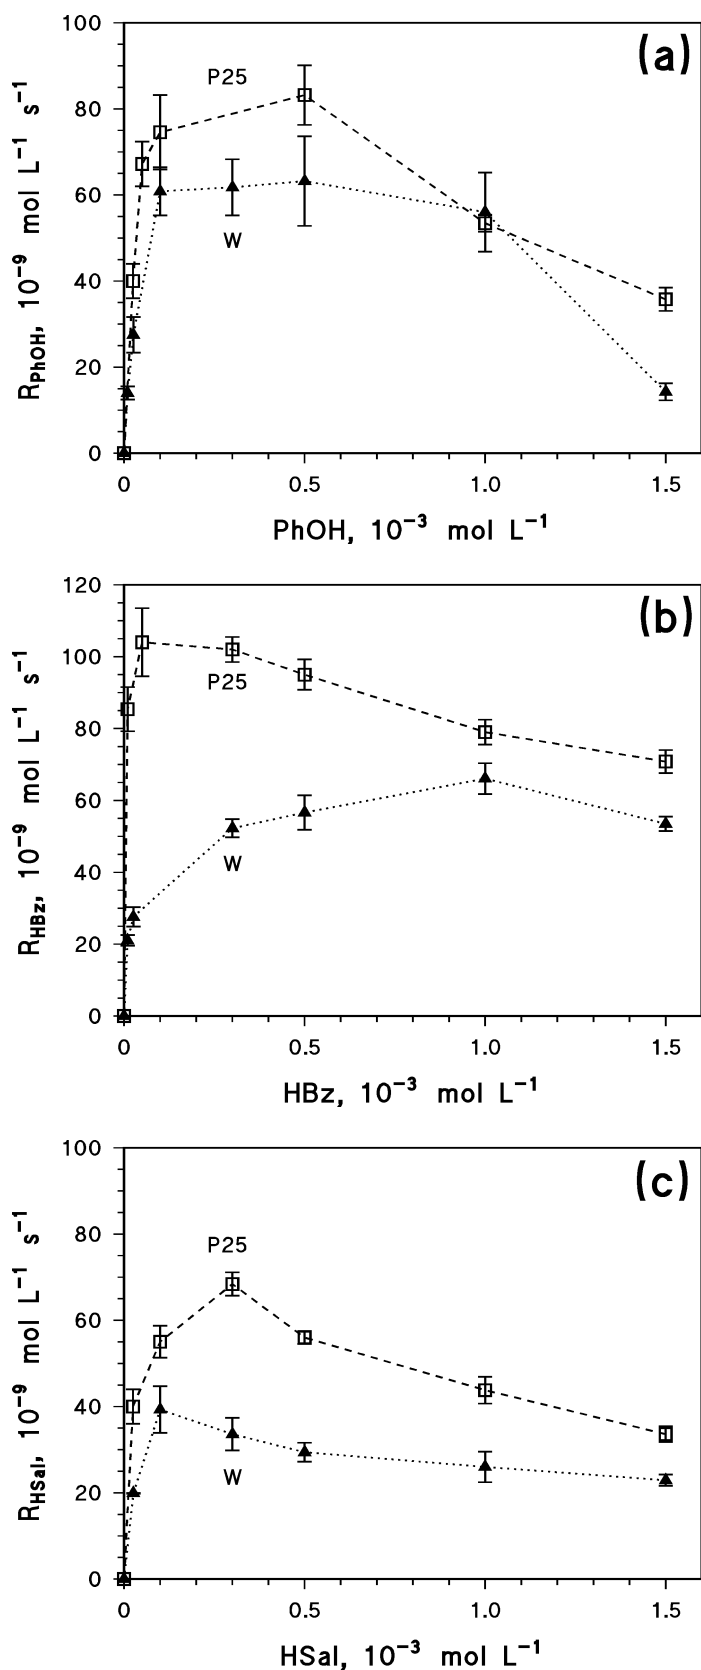 (a)
100
80
60
40
20
0
P25
W
R_PhOH, 10⁻⁹ mol L⁻¹ s⁻¹
0 0.5 1.0 1.5
PhOH, 10⁻³ mol L⁻¹
(b)
120
100
80
60
40
20
0
P25
W
R_HBz, 10⁻⁹ mol L⁻¹ s⁻¹
0 0.5 1.0 1.5
HBz, 10⁻³ mol L⁻¹
(c)
100
80
60
40
20
0
P25
W
R_HSal, 10⁻⁹ mol L⁻¹ s⁻¹
0 0.5 1.0 1.5
HSal, 10⁻³ mol L⁻¹